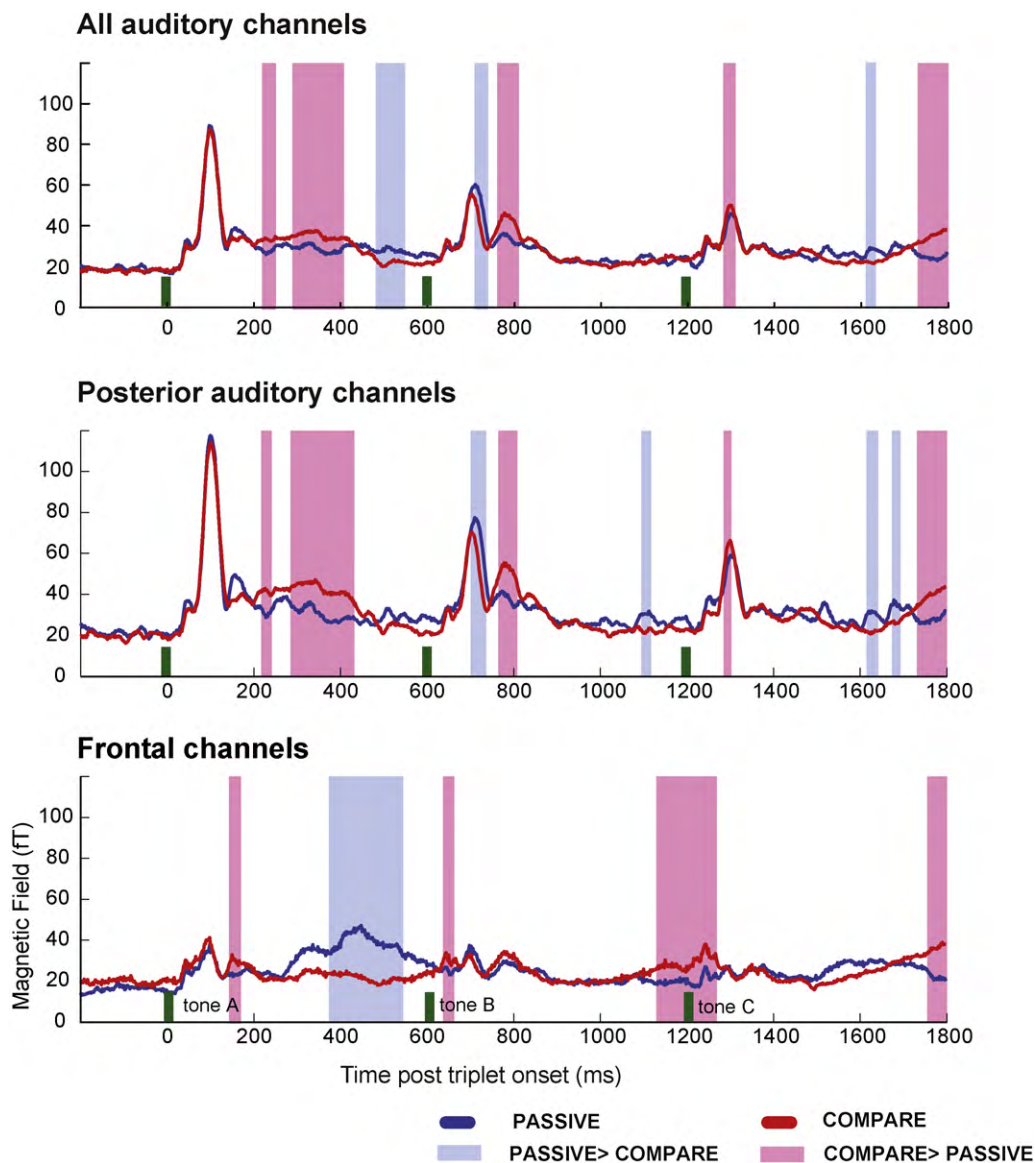 All auditory channels
100
80
60
40
20
0
0 200 400 600 800 1000 1200 1400 1600 1800
Posterior auditory channels
100
80
60
40
20
0
0 200 400 600 800 1000 1200 1400 1600 1800
Frontal channels
Magnetic Field (fT)
100
80
60
40
20
0
tone A tone B tone C
0 200 400 600 800 1000 1200 1400 1600 1800
Time post triplet onset (ms)
PASSIVE COMPARE
PASSIVE> COMPARE COMPARE> PASSIVE